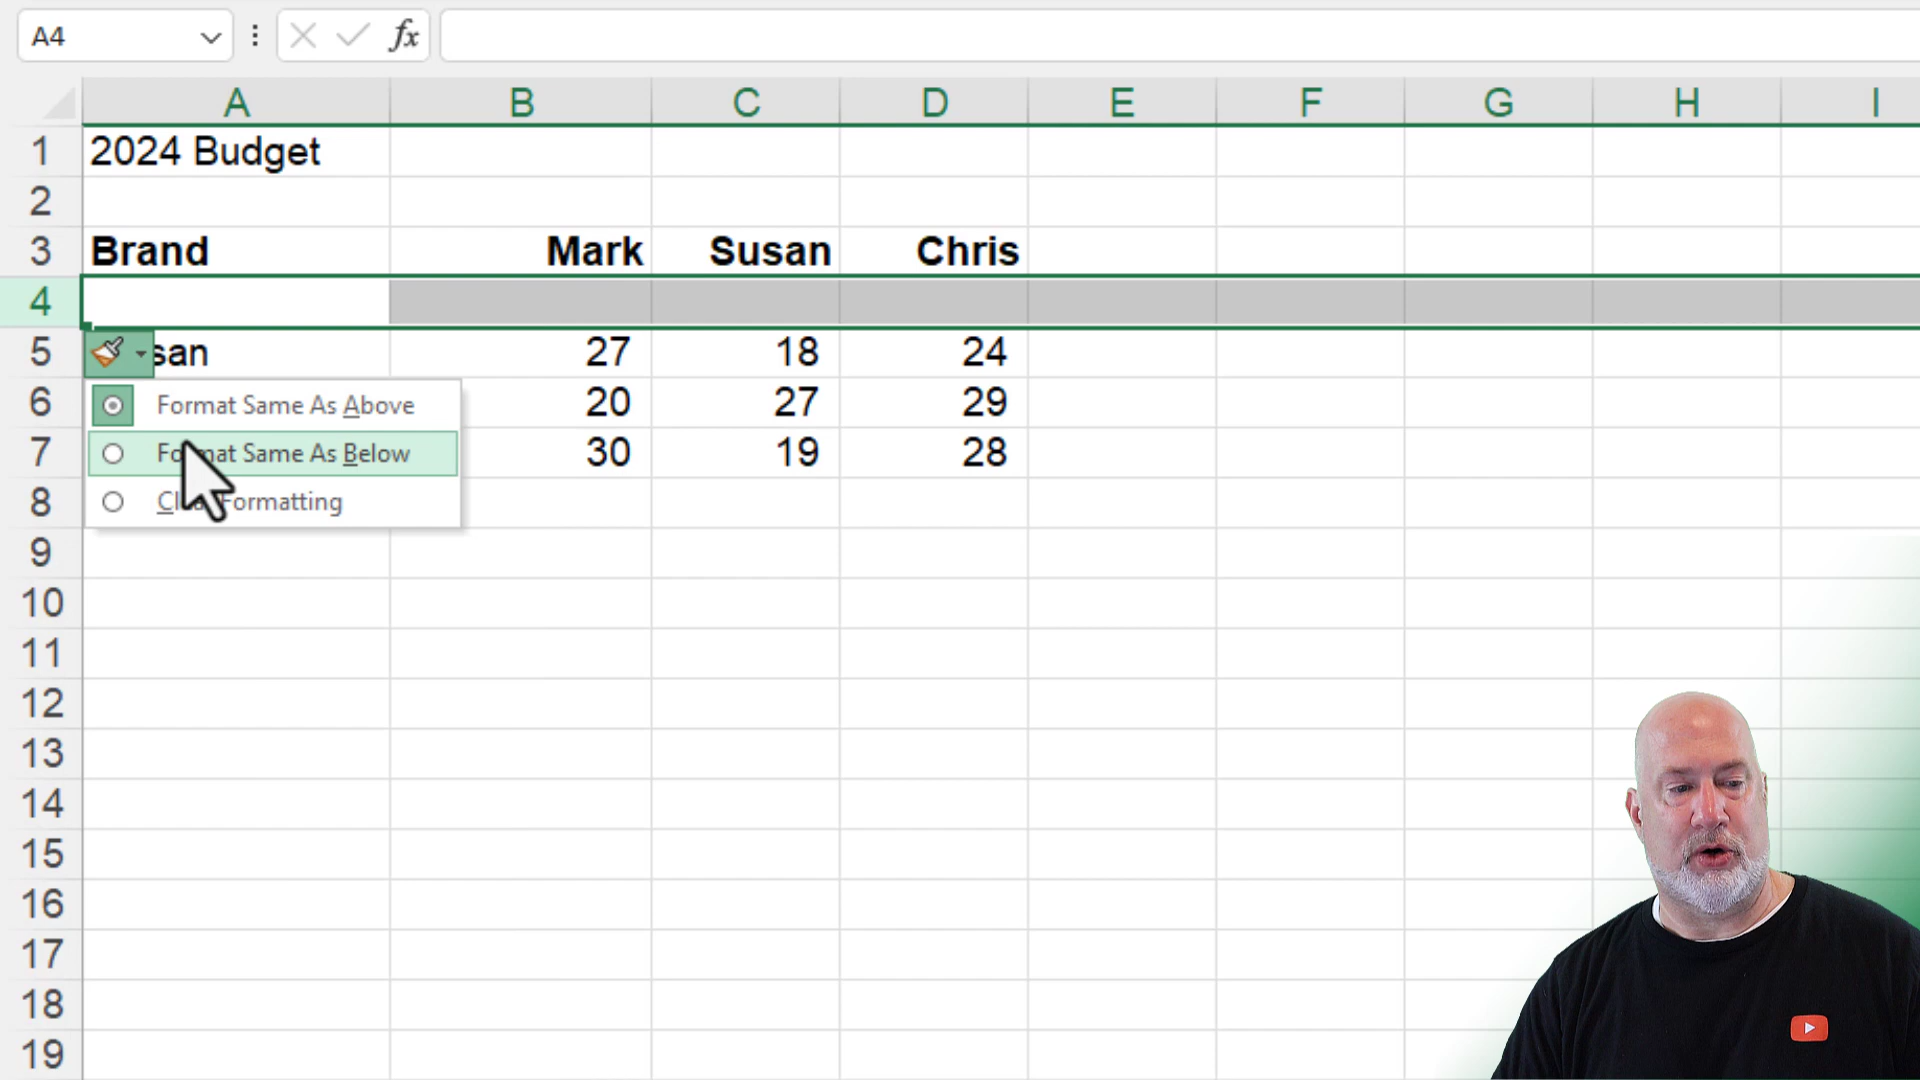 A4 fx
A B C D E F G H I
1 2024 Budget
2
3 Brand Mark Susan Chris
4
5 san 27 18 24
6 20 27 29
7 30 19 28
Format Same As Above
Format Same As Below
Clear Formatting
8
9
10
11
12
13
14
15
16
17
18
19